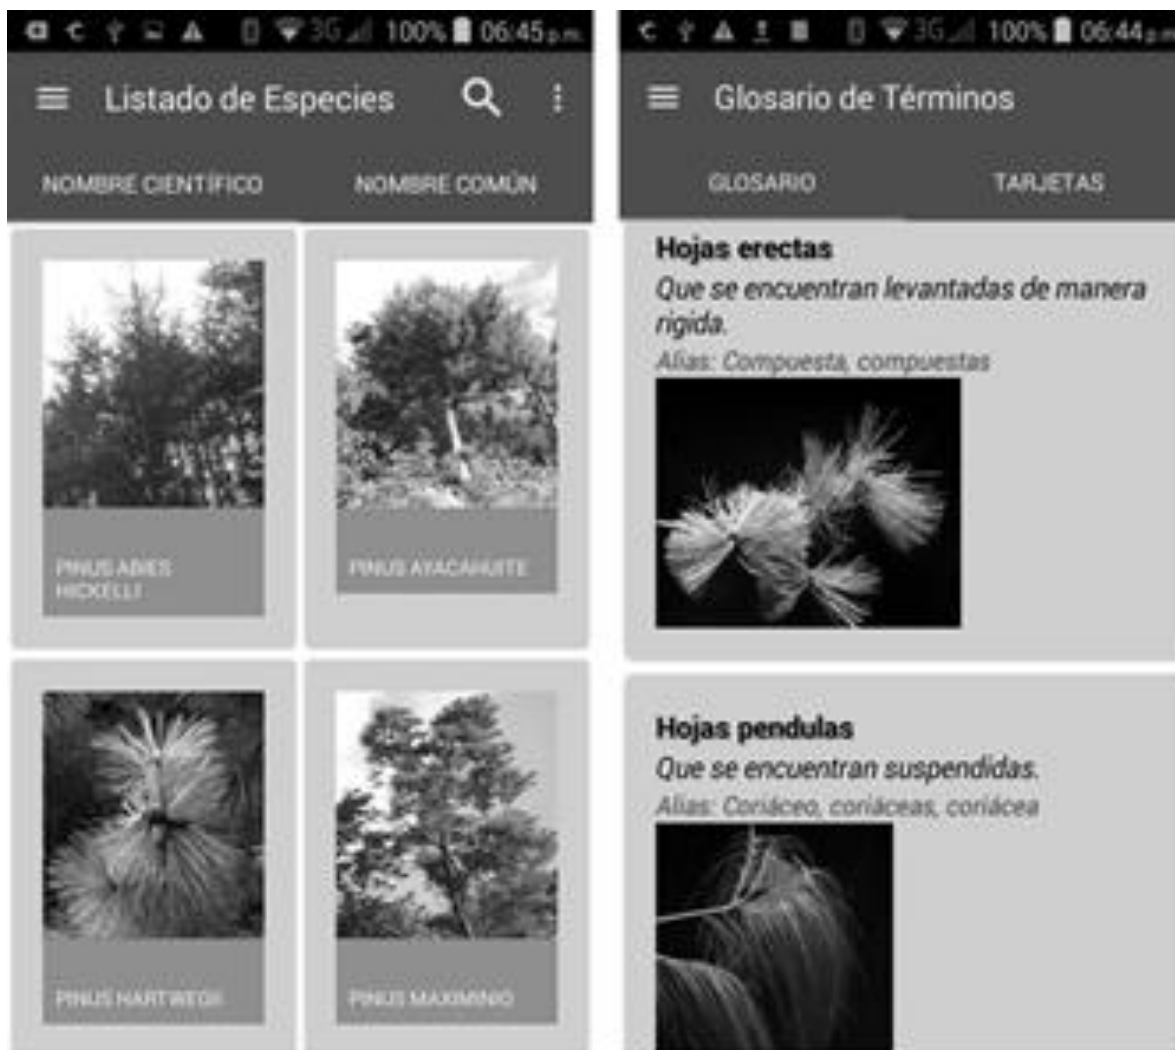 3G 100% 06:45 p.m.
Listado de Especies
NOMBRE CIENTÍFICO NOMBRE COMÚN
PINUS ABIES
HICKELLI
PINUS AYACAHUITE
PINUS HARTWEGII
PINUS MAXIMINIO
3G 100% 06:44 p.m
Glosario de Términos
GLOSARIO TARJETAS
Hojas erectas
Que se encuentran levantadas de manera
rigida.
Alias: Compuesta, compuestas
Hojas pendulas
Que se encuentran suspendidas.
Alias: Coriáceo, coriáceas, coriácea